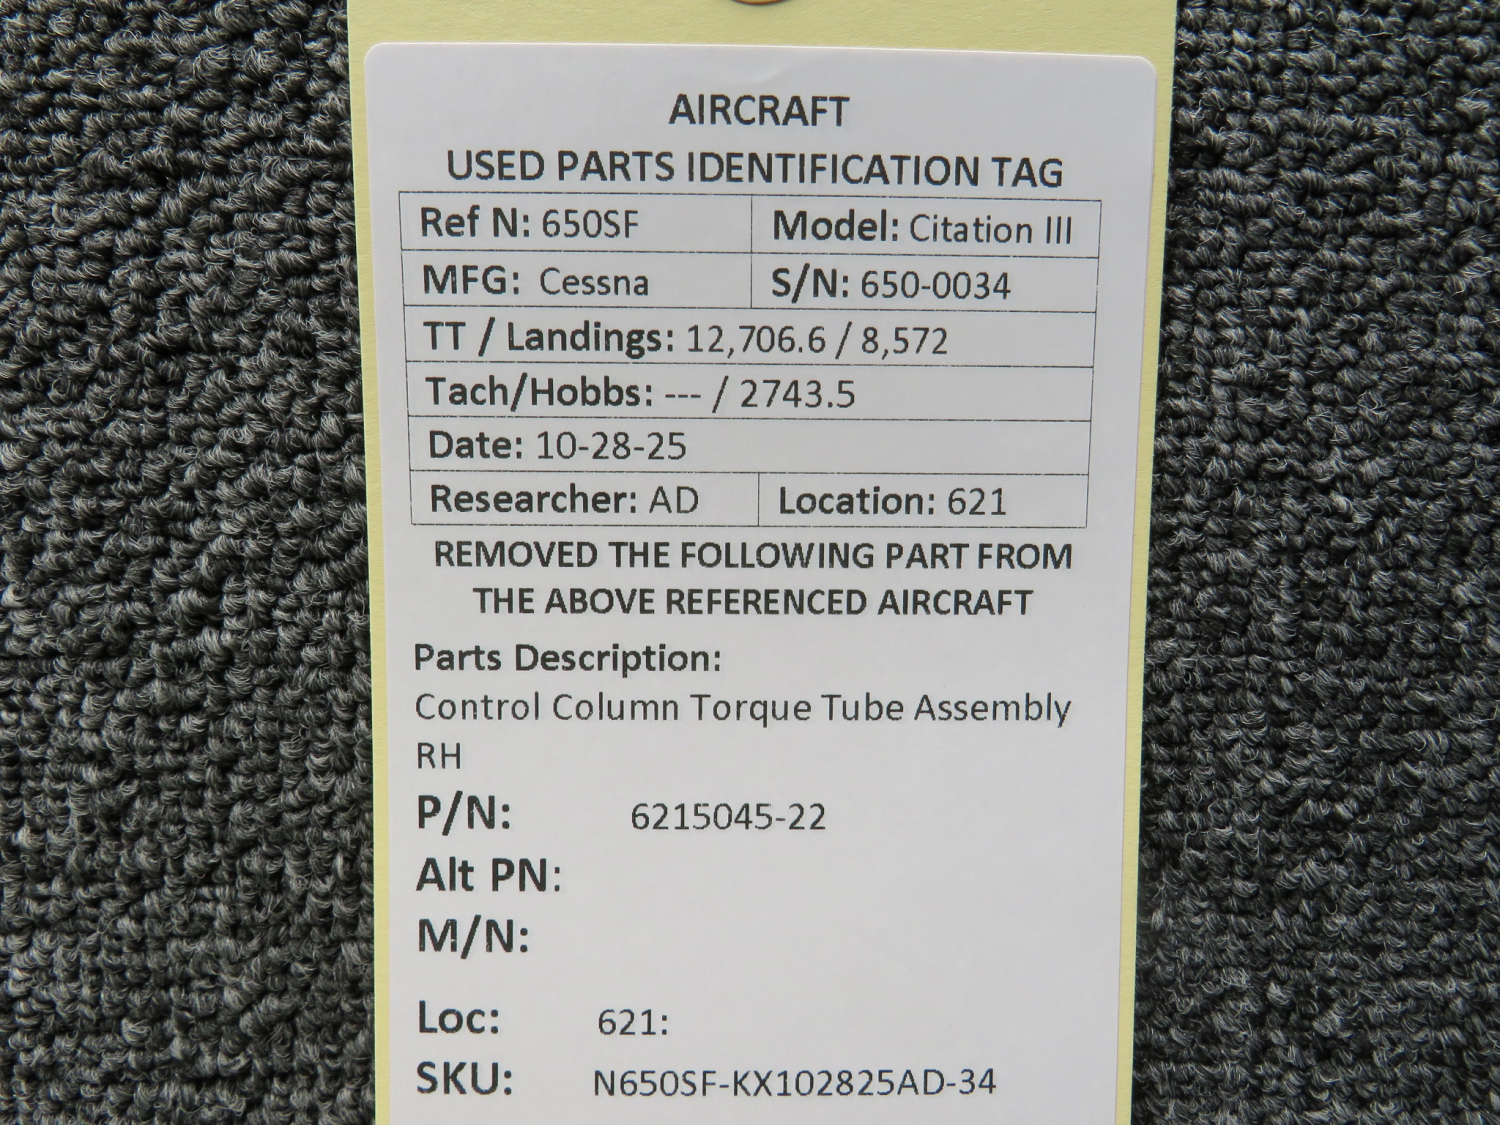 AIRCRAFT
USED PARTS IDENTIFICATION TAG
Ref N: 650SF Model: Citation III
MFG: Cessna S/N: 650-0034
TT / Landings: 12,706.6 / 8,572
Tach/Hobbs: --- / 2743.5
Date: 10-28-25
Researcher: AD Location: 621
REMOVED THE FOLLOWING PART FROM
THE ABOVE REFERENCED AIRCRAFT
Parts Description:
Control Column Torque Tube Assembly
RH
P/N: 6215045-22
Alt PN:
M/N:
Loc: 621:
SKU: N650SF-KX102825AD-34